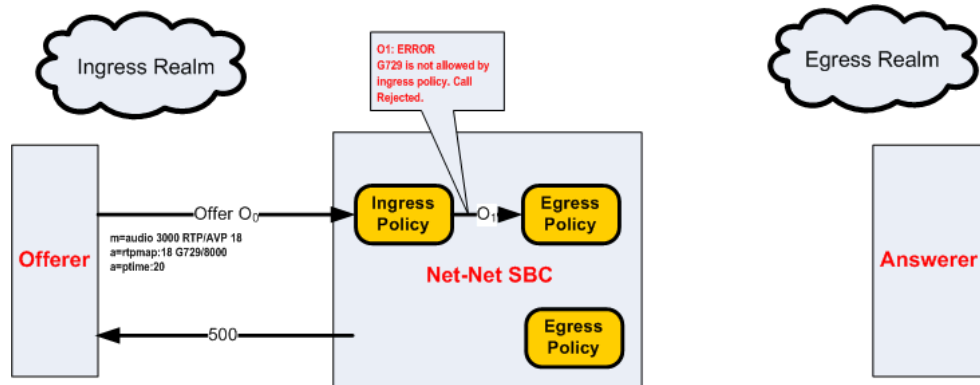 Ingress Realm
O1: ERROR
G729 is not allowed by
ingress policy. Call
Rejected.
Egress Realm
Offerer
Offer O₀
m=audio 3000 RTP/AVP 18
a=rtpmap:18 G729/8000
a=ptime:20
Ingress
Policy
O₁
Egress
Policy
Net-Net SBC
Answerer
500
Egress
Policy